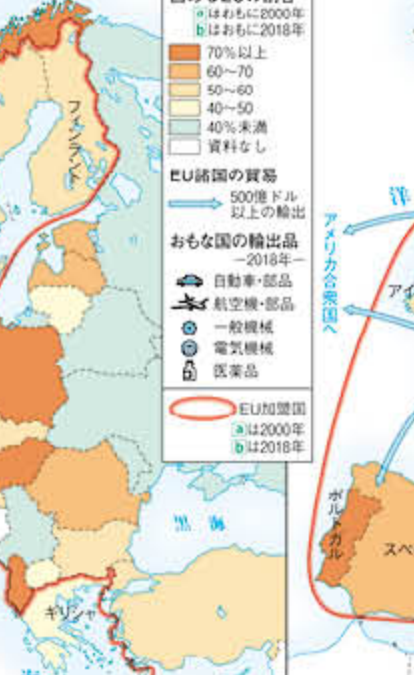 ⓐはおもに2000年
ⓑはおもに2018年
70%以上
60～70
50～60
40～50
40%未満
資料なし
EU諸国の貿易
500億ドル
以上の輸出
おもな国の輸出品
―2018年―
自動車・部品
航空機・部品
一般機械
電気機械
医薬品
EU加盟国
ⓐは2000年
ⓑは2018年
フィンランド
黒海
ギリシャ
洋
アメリカ合衆国へ
アイ
ポルトガル
スペ